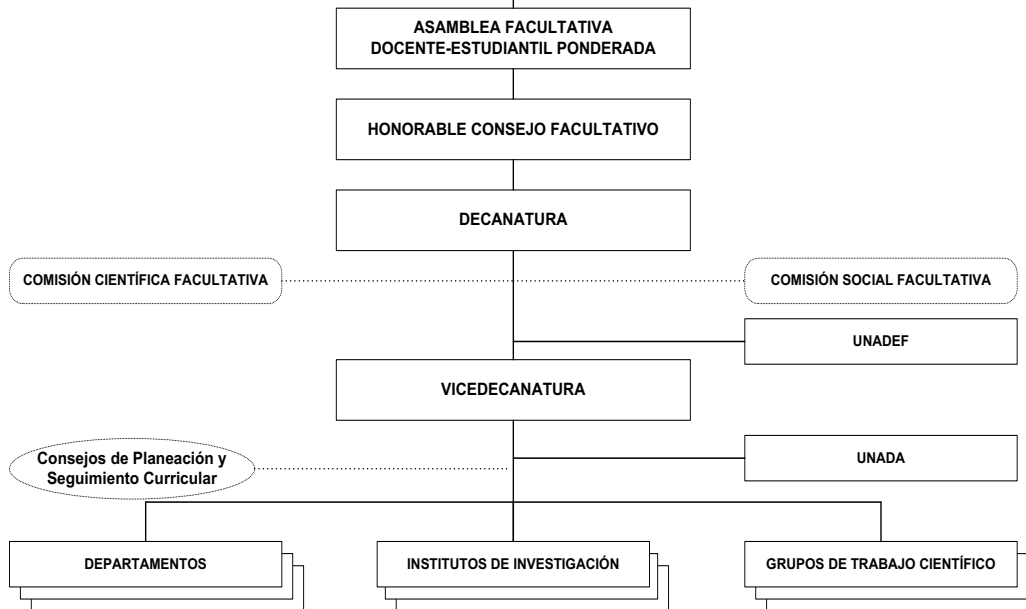 ASAMBLEA FACULTATIVA
DOCENTE-ESTUDIANTIL PONDERADA
HONORABLE CONSEJO FACULTATIVO
DECANATURA
COMISIÓN CIENTÍFICA FACULTATIVA
COMISIÓN SOCIAL FACULTATIVA
UNADEF
VICEDECANATURA
Consejos de Planeación y
Seguimiento Curricular
UNADA
DEPARTAMENTOS
INSTITUTOS DE INVESTIGACIÓN
GRUPOS DE TRABAJO CIENTÍFICO